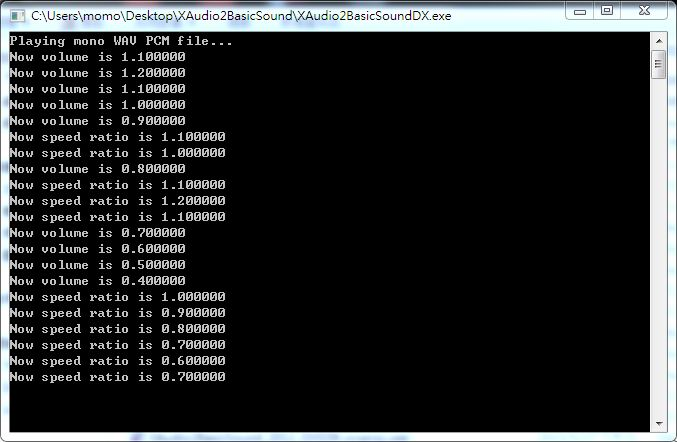 C:\Users\momo\Desktop\XAudio2BasicSound\XAudio2BasicSoundDX.exe
Playing mono WAV PCM file...
Now volume is 1.100000
Now volume is 1.200000
Now volume is 1.100000
Now volume is 1.000000
Now volume is 0.900000
Now speed ratio is 1.100000
Now speed ratio is 1.000000
Now volume is 0.800000
Now speed ratio is 1.100000
Now speed ratio is 1.200000
Now speed ratio is 1.100000
Now volume is 0.700000
Now volume is 0.600000
Now volume is 0.500000
Now volume is 0.400000
Now speed ratio is 1.000000
Now speed ratio is 0.900000
Now speed ratio is 0.800000
Now speed ratio is 0.700000
Now speed ratio is 0.600000
Now speed ratio is 0.700000